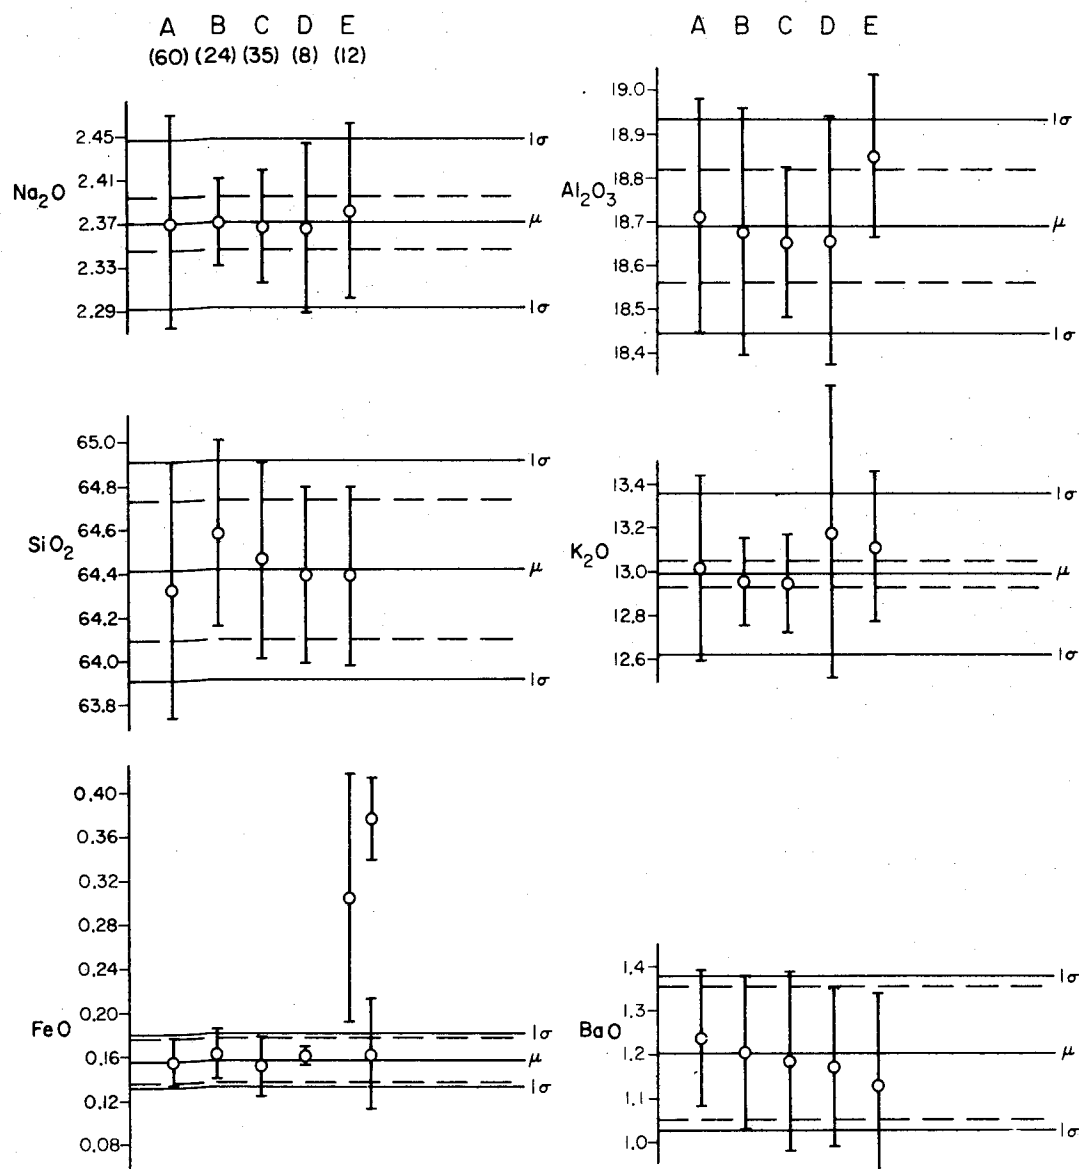 A B C D E
(60) (24) (35) (8) (12)
2.45
1σ
2.41
Na₂O
2.37
μ
2.33
2.29
1σ
A B C D E
19.0
18.9
1σ
18.8
Al₂O₃
18.7
μ
18.6
18.5
1σ
18.4
65.0
1σ
64.8
64.6
SiO₂
64.4
μ
64.2
64.0
1σ
63.8
13.4
1σ
13.2
K₂O
13.0
μ
12.8
12.6
1σ
0.40
0.36
0.32
0.28
0.24
0.20
FeO
1σ
0.16
μ
1σ
0.12
0.08
1.4
1σ
1.3
BaO
1.2
μ
1.1
1σ
1.0